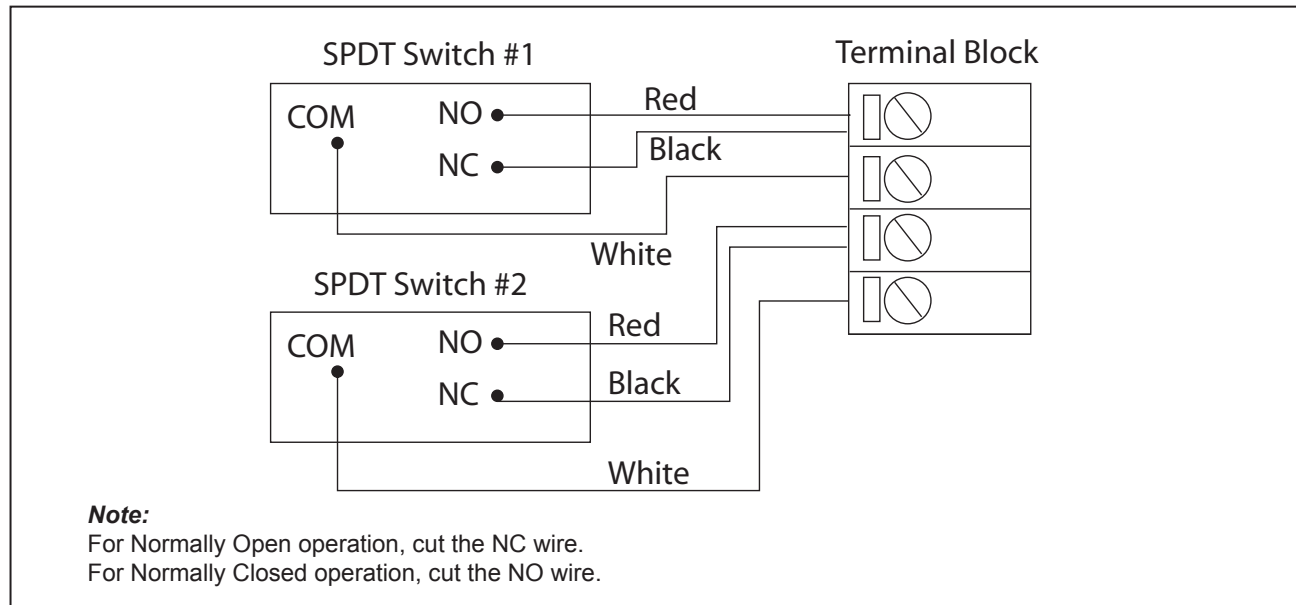 SPDT Switch #1
Terminal Block
COM
NO
Red
NC
Black
White
SPDT Switch #2
COM
NO
Red
NC
Black
White
Note:
For Normally Open operation, cut the NC wire.
For Normally Closed operation, cut the NO wire.